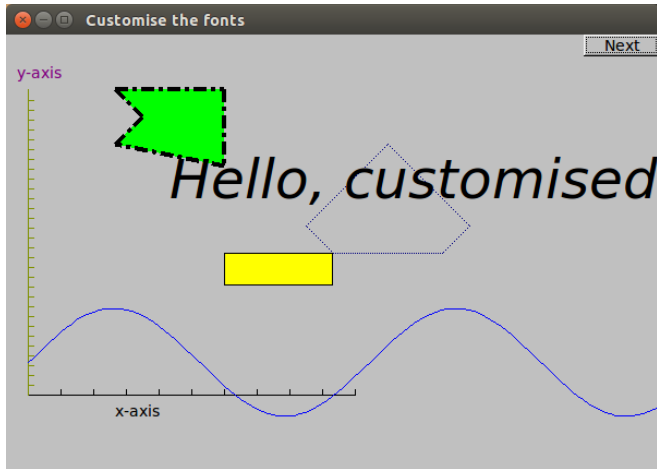 Customise the fonts
Next
y-axis
Hello, customised
x-axis